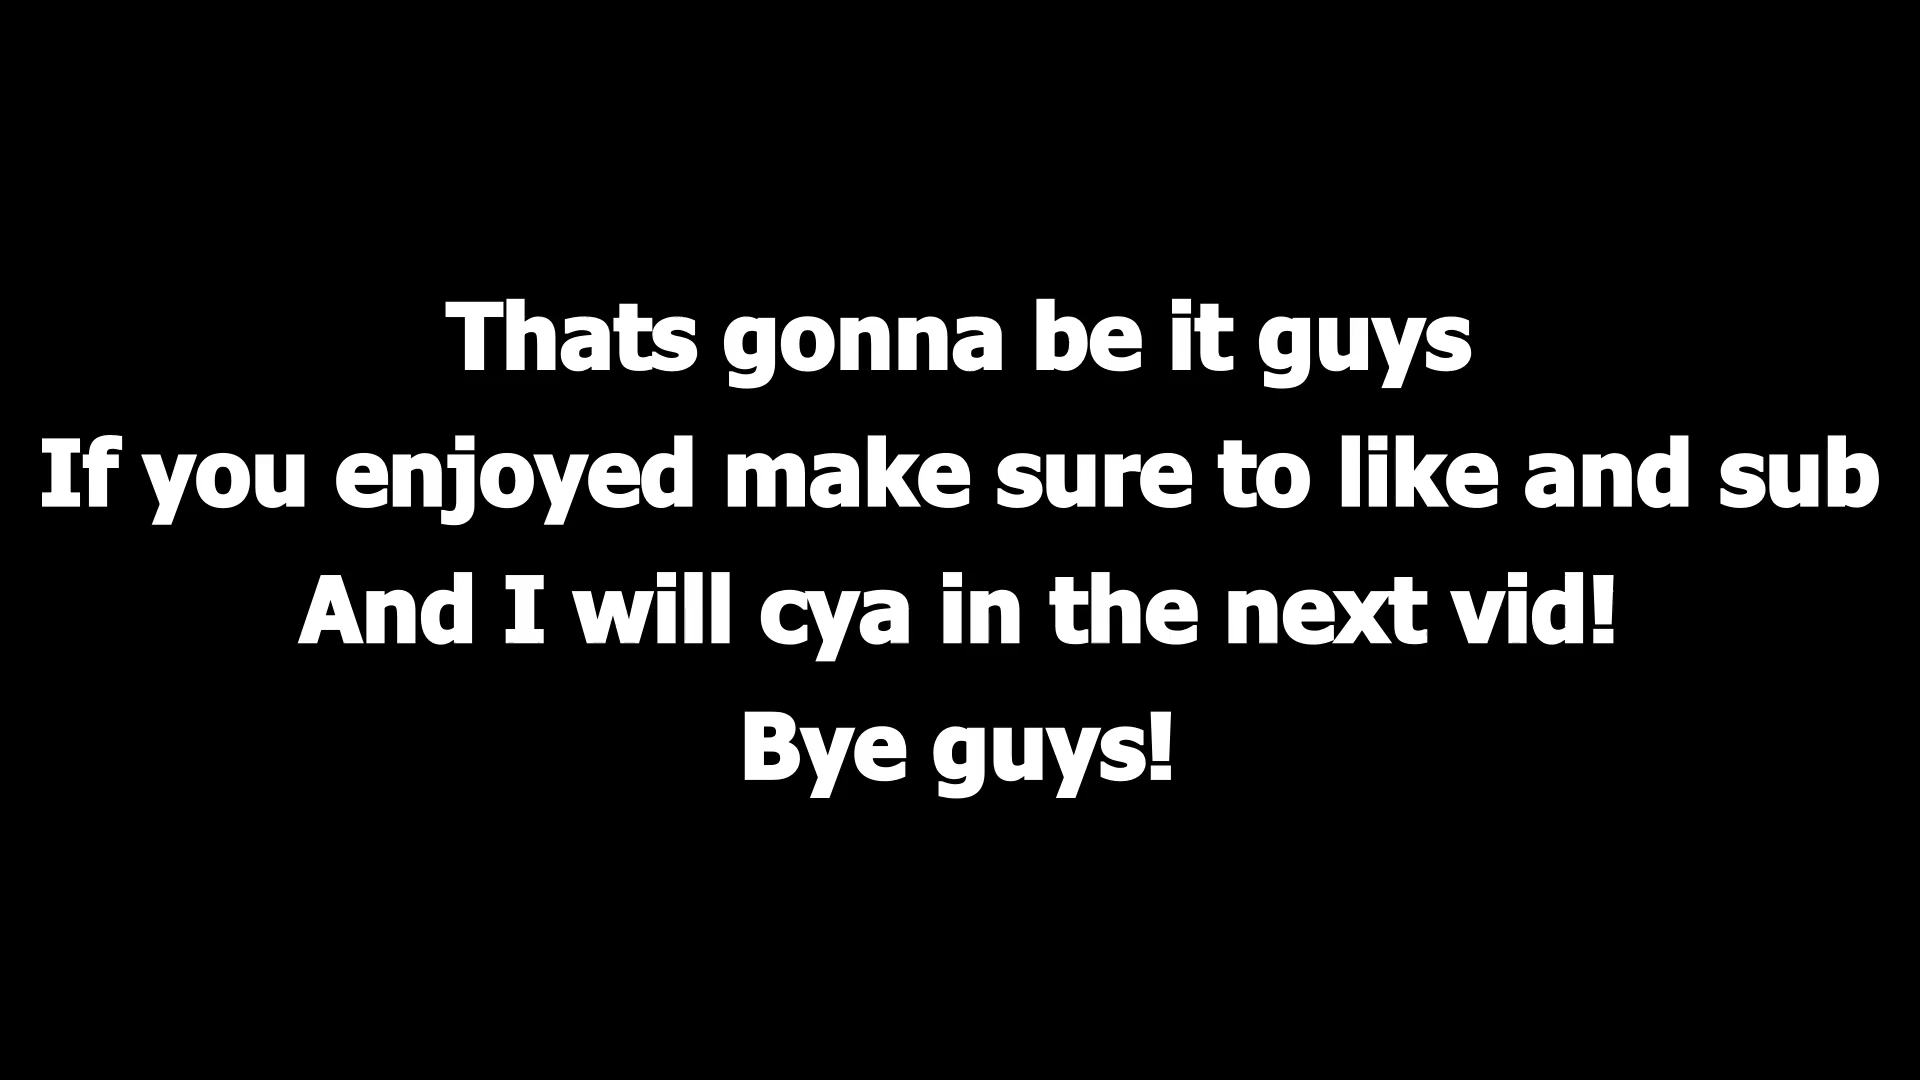 Thats gonna be it guys
If you enjoyed make sure to like and sub
And I will cya in the next vid!
Bye guys!